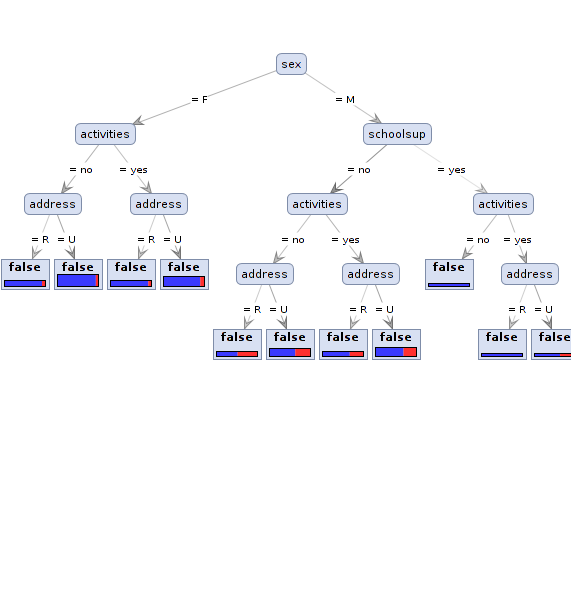 sex
= F = M
activities schoolsup
= no = yes = no = yes
address address activities activities
= R = U = R = U = no = yes = no = yes
false false false false address address false address
= R = U = R = U = R = U
false false false false false false